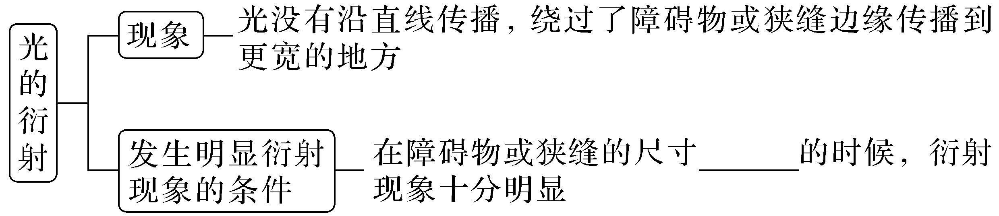 光的衍射
现象
光没有沿直线传播，绕过了障碍物或狭缝边缘传播到
更宽的地方
发生明显衍射
现象的条件
在障碍物或狭缝的尺寸______的时候，衍射
现象十分明显